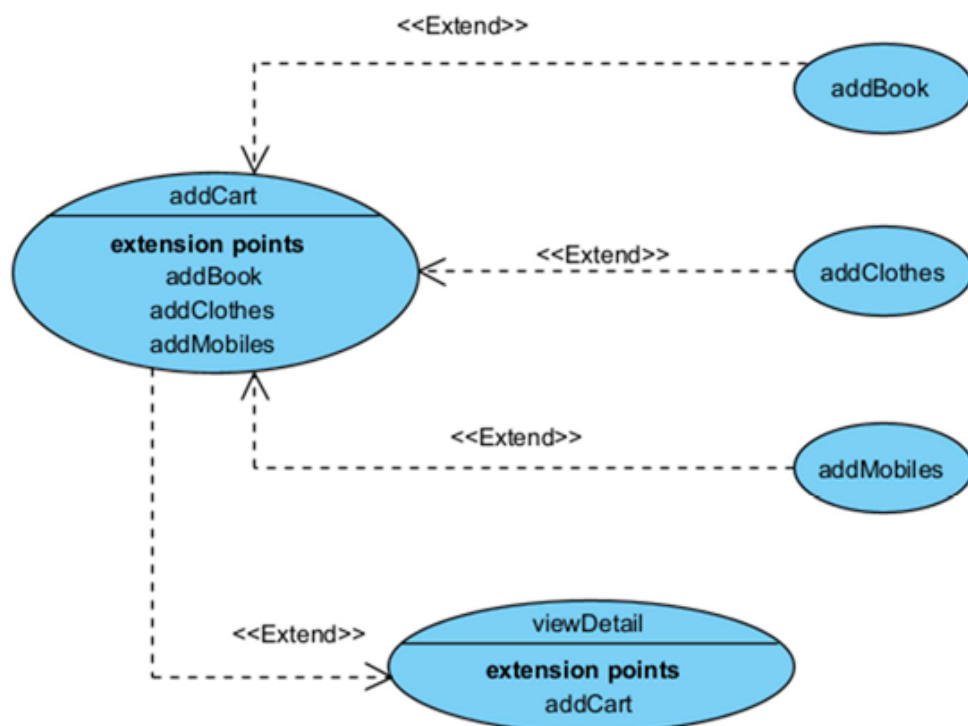 <<Extend>>
addBook
addCart
extension points
addBook
addClothes
addMobiles
<<Extend>>
addClothes
<<Extend>>
addMobiles
<<Extend>>
viewDetail
extension points
addCart